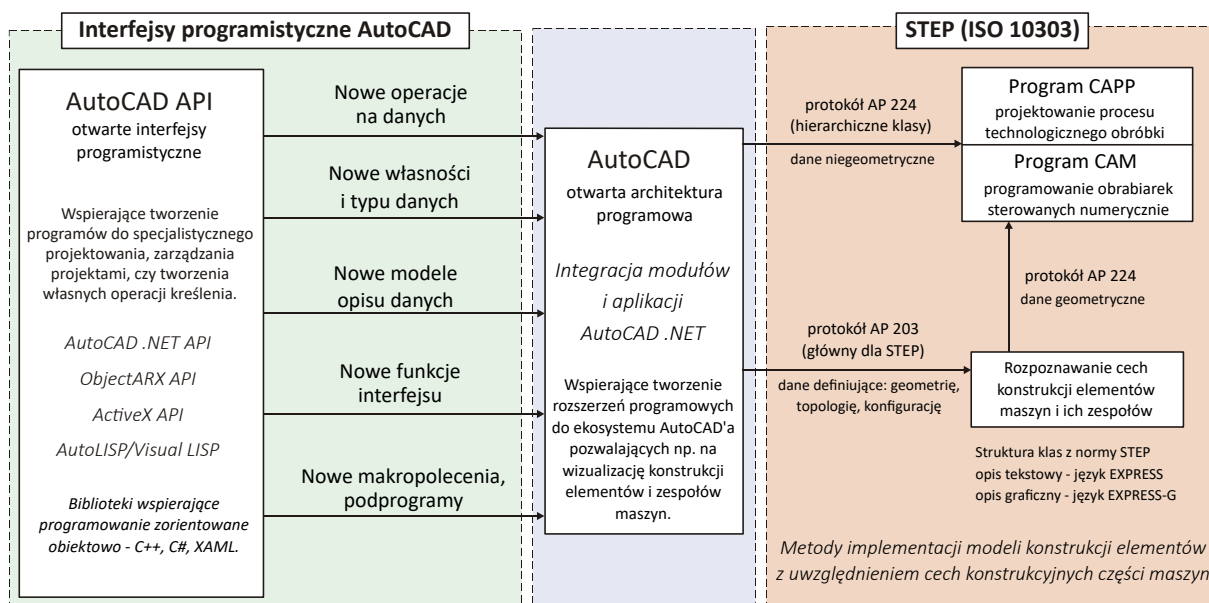 Interfejsy programistyczne AutoCAD
AutoCAD API
otwarte interfejsy
programistyczne
Wspierające tworzenie
programów do specjalistycznego
projektowania, zarządzania
projektami, czy tworzenia
własnych operacji kreślenia.
AutoCAD .NET API
ObjectARX API
ActiveX API
AutoLISP/Visual LISP
Biblioteki wspierające
programowanie zorientowane
obiektowo - C++, C#, XAML.
Nowe operacje
na danych
Nowe własności
i typu danych
Nowe modele
opisu danych
Nowe funkcje
interfejsu
Nowe makropolecenia,
podprogramy
AutoCAD
otwarta architektura
programowa
Integracja modułów
i aplikacji
AutoCAD .NET
Wspierające tworzenie
rozszerzeń programowych
do ekosystemu AutoCAD'a
pozwalających np. na
wizualizację konstrukcji
elementów i zespołów
maszyn.
STEP (ISO 10303)
protokół AP 224
(hierarchiczne klasy)
dane niegeometryczne
Program CAPP
projektowanie procesu
technologicznego obróbki
Program CAM
programowanie obrabiarek
sterowanych numerycznie
protokół AP 224
dane geometryczne
protokół AP 203
(główny dla STEP)
dane definiujące: geometrię,
topologię, konfigurację
Rozpoznawanie cech
konstrukcji elementów
maszyn i ich zespołów
Struktura klas z normy STEP
opis tekstowy - język EXPRESS
opis graficzny - język EXPRESS-G
Metody implementacji modeli konstrukcji elementów
z uwzględnieniem cech konstrukcyjnych części maszyn